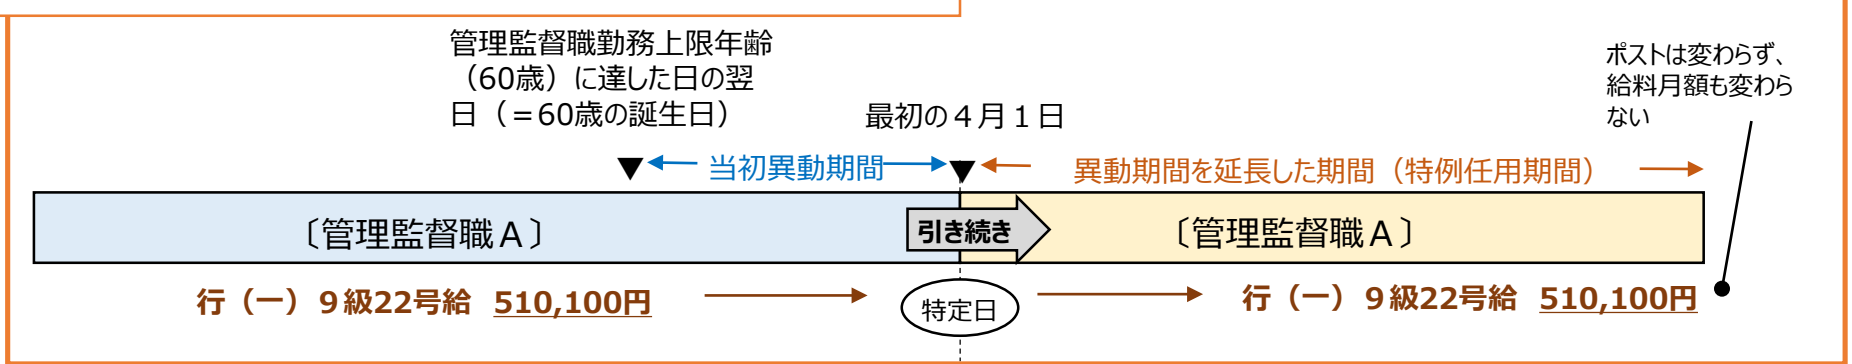 管理監督職勤務上限年齢
（60歳）に達した日の翌
日（＝60歳の誕生日）
最初の４月１日
ポストは変わらず、
給料月額も変わら
ない
当初異動期間
異動期間を延長した期間（特例任用期間）
〔管理監督職Ａ〕
引き続き
〔管理監督職Ａ〕
行（一）９級22号給 510,100円
特定日
行（一）９級22号給 510,100円